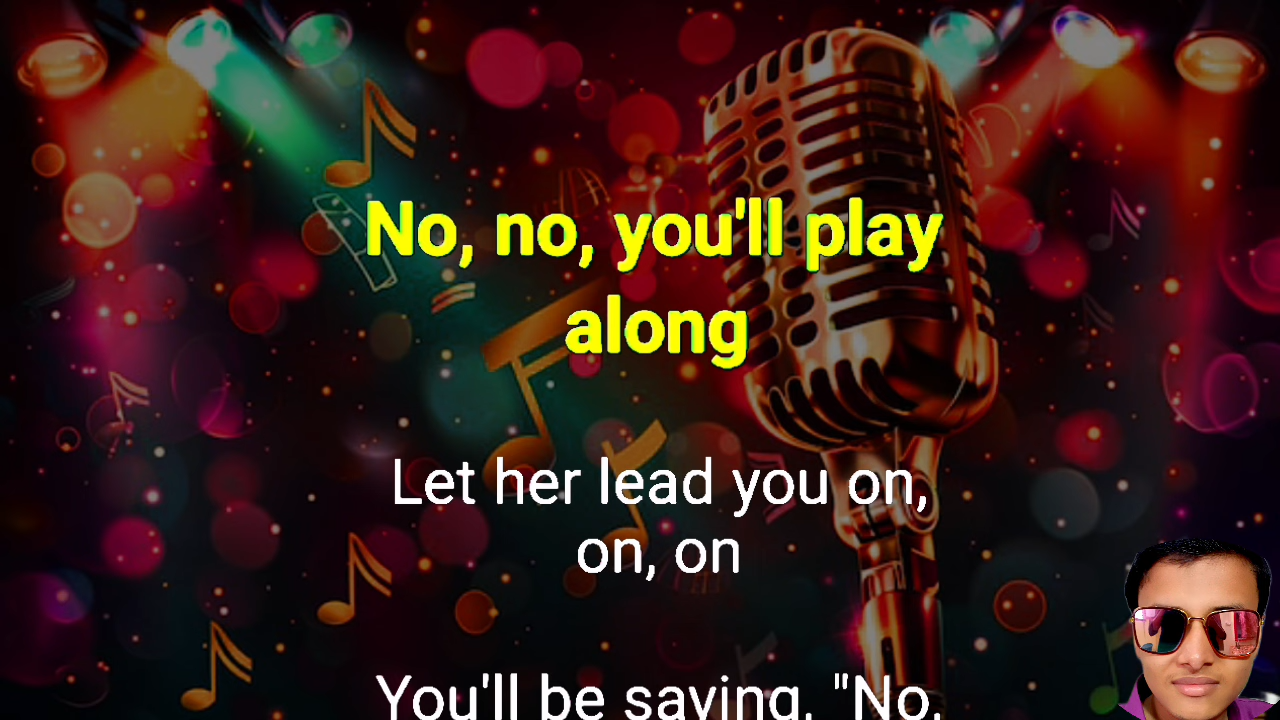 No, no, you'll play
along
Let her lead you on,
on, on
You'll be saying, "No,